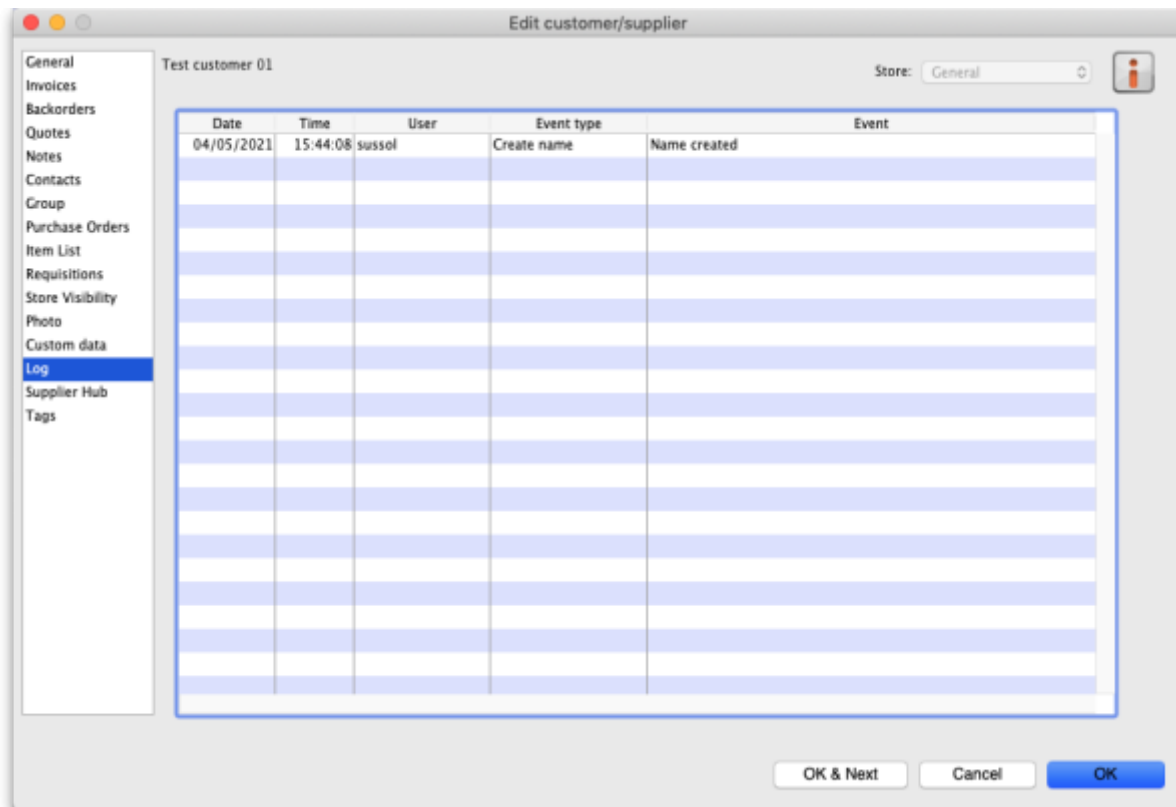 Edit customer/supplier
General
Invoices
Backorders
Quotes
Notes
Contacts
Group
Purchase Orders
Item List
Requisitions
Store Visibility
Photo
Custom data
Log
Supplier Hub
Tags
Test customer 01
Store: General
Date Time User Event type Event
04/05/2021 15:44:08 sussol Create name Name created
OK & Next Cancel OK